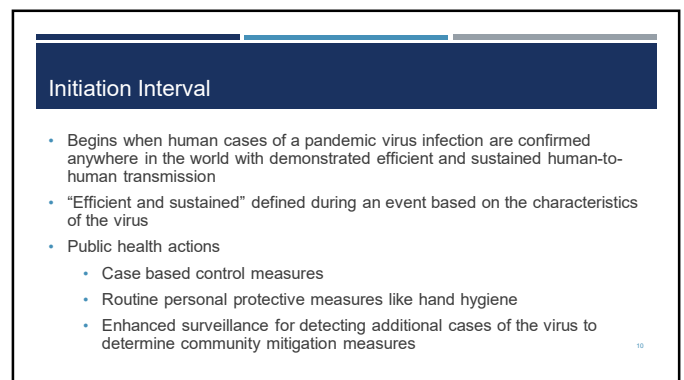 Initiation Interval
• Begins when human cases of a pandemic virus infection are confirmed
anywhere in the world with demonstrated efficient and sustained human-to-
human transmission
• “Efficient and sustained” defined during an event based on the characteristics
of the virus
• Public health actions
• Case based control measures
• Routine personal protective measures like hand hygiene
• Enhanced surveillance for detecting additional cases of the virus to
determine community mitigation measures
10